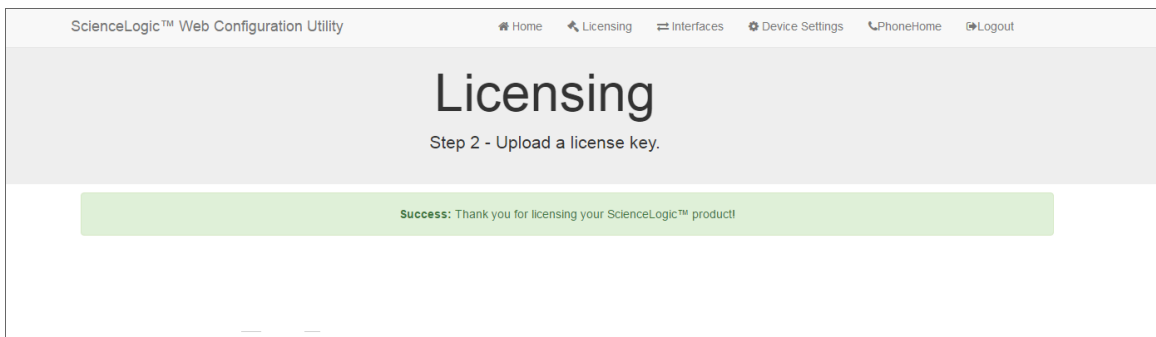 ScienceLogic™ Web Configuration Utility Home Licensing Interfaces Device Settings PhoneHome Logout
Licensing
Step 2 - Upload a license key.
Success: Thank you for licensing your ScienceLogic™ product!